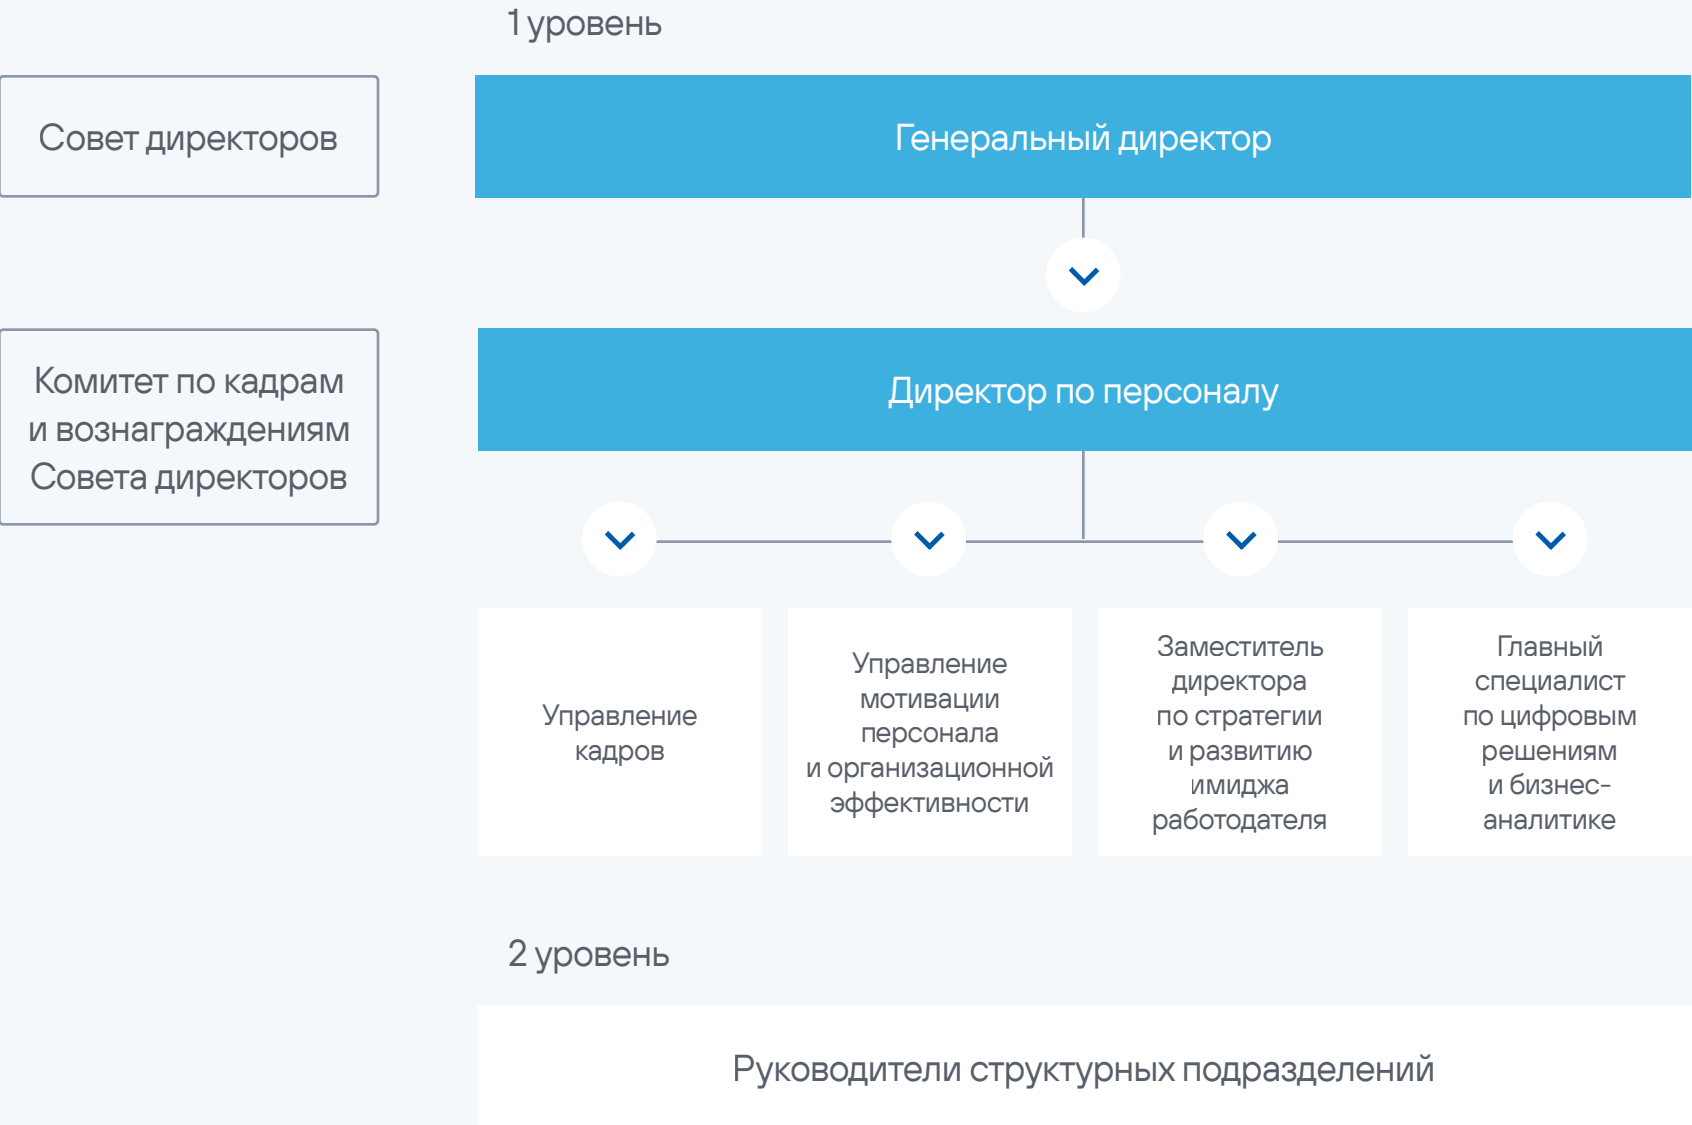 1 уровень
Совет директоров
Генеральный директор
Комитет по кадрам
и вознаграждениям
Совета директоров
Директор по персоналу
Управление
кадров
Управление
мотивации
персонала
и организационной
эффективности
Заместитель
директора
по стратегии
и развитию
имиджа
работодателя
Главный
специалист
по цифровым
решениям
и бизнес-
аналитике
2 уровень
Руководители структурных подразделений